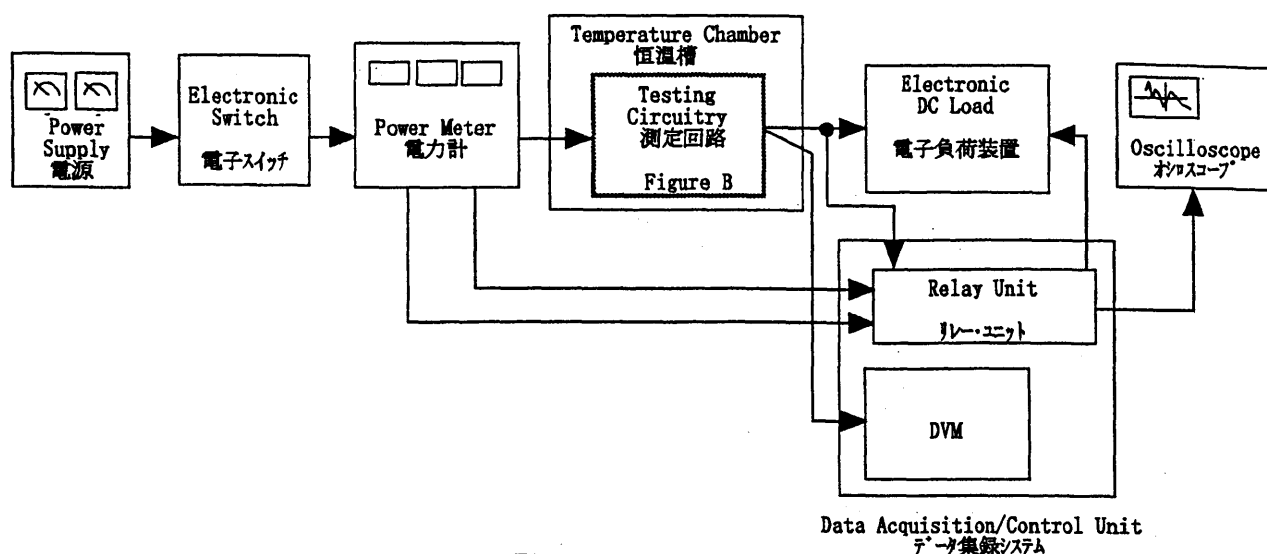 Power
Supply
電源
Electronic
Switch
電子スイッチ
Power Meter
電力計
Temperature Chamber
恒温槽
Testing
Circuitry
測定回路
Figure B
Electronic
DC Load
電子負荷装置
Oscilloscope
オシロスコープ
Relay Unit
リレー・ユニット
DVM
Data Acquisition/Control Unit
データ集録システム